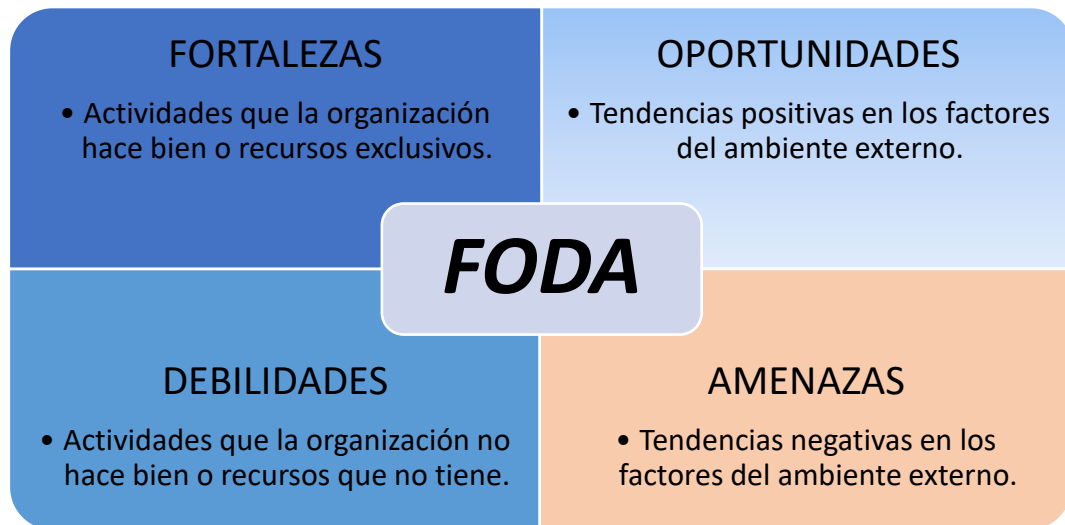 FORTALEZAS
• Actividades que la organización
hace bien o recursos exclusivos.
OPORTUNIDADES
• Tendencias positivas en los factores
del ambiente externo.
FODA
DEBILIDADES
• Actividades que la organización no
hace bien o recursos que no tiene.
AMENAZAS
• Tendencias negativas en los
factores del ambiente externo.